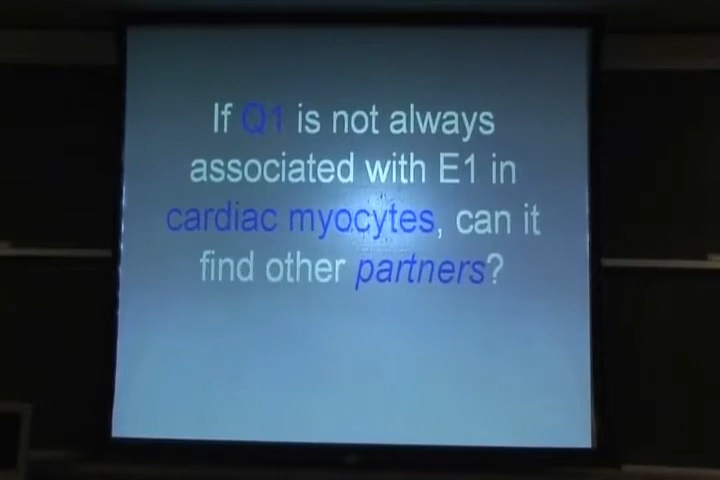 If Q1 is not always
associated with E1 in
cardiac myocytes, can it
find other partners?